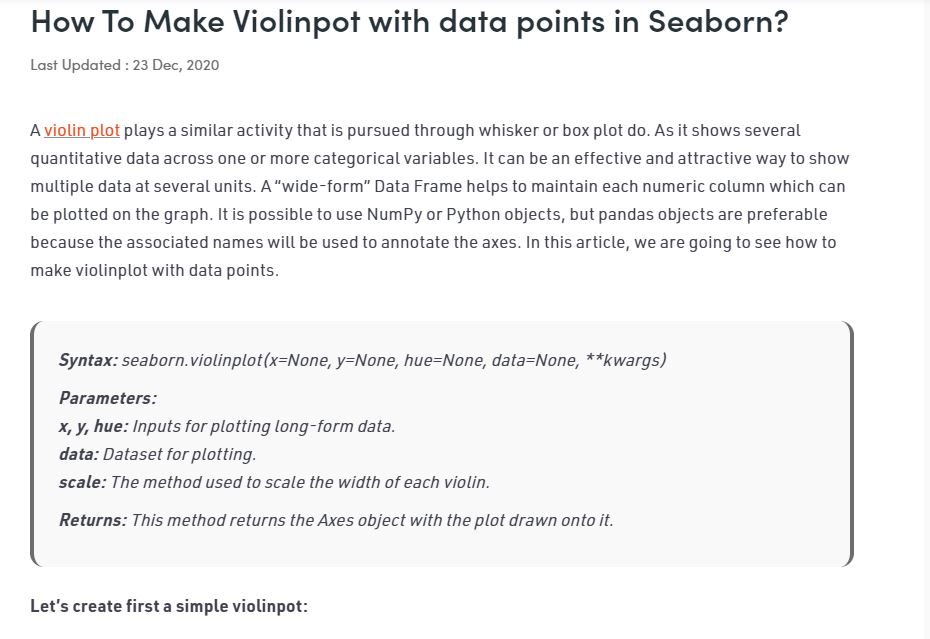 How To Make Violinpot with data points in Seaborn?
Last Updated : 23 Dec, 2020
A violin plot plays a similar activity that is pursued through whisker or box plot do. As it shows several
quantitative data across one or more categorical variables. It can be an effective and attractive way to show
multiple data at several units. A “wide-form” Data Frame helps to maintain each numeric column which can
be plotted on the graph. It is possible to use NumPy or Python objects, but pandas objects are preferable
because the associated names will be used to annotate the axes. In this article, we are going to see how to
make violinplot with data points.
Syntax: seaborn.violinplot(x=None, y=None, hue=None, data=None, **kwargs)
Parameters:
x, y, hue: Inputs for plotting long-form data.
data: Dataset for plotting.
scale: The method used to scale the width of each violin.
Returns: This method returns the Axes object with the plot drawn onto it.
Let’s create first a simple violinpot: